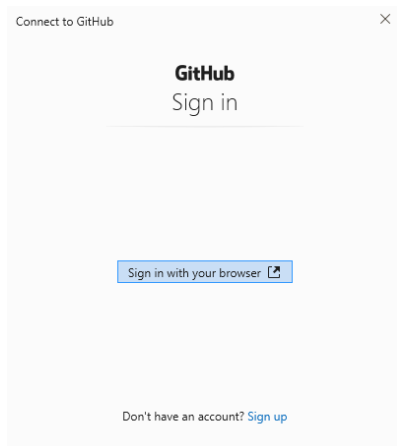 Connect to GitHub
GitHub
Sign in
Sign in with your browser
Don't have an account? Sign up